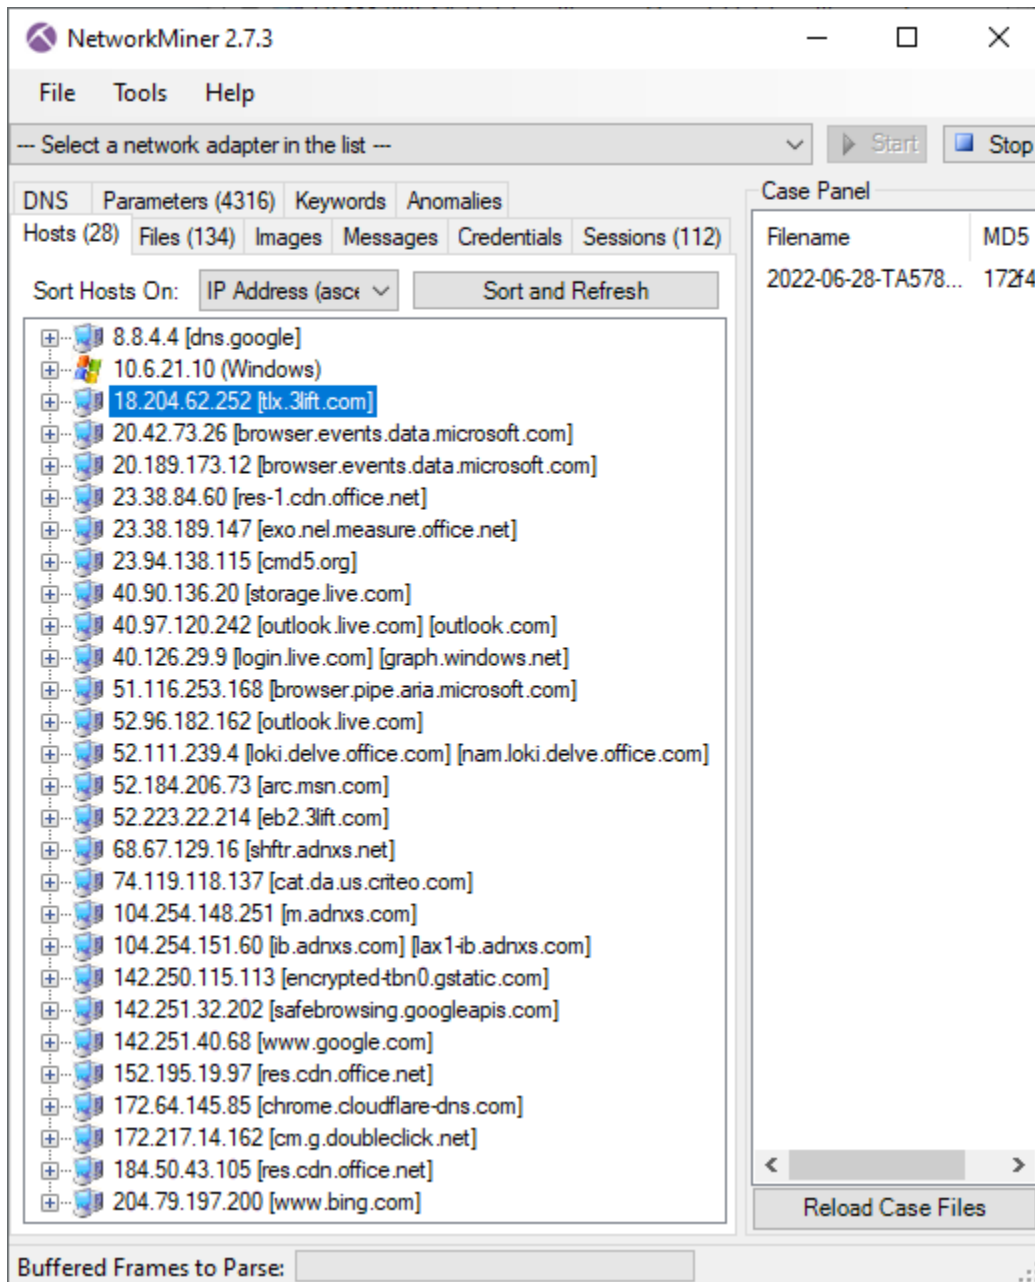 NetworkMiner 2.7.3
File Tools Help
--- Select a network adapter in the list --- Start Stop
DNS Parameters (4316) Keywords Anomalies
Hosts (28) Files (134) Images Messages Credentials Sessions (112)
Sort Hosts On: IP Address (asce Sort and Refresh
8.8.4.4 [dns.google]
10.6.21.10 (Windows)
18.204.62.252 [tlx.3lift.com]
20.42.73.26 [browser.events.data.microsoft.com]
20.189.173.12 [browser.events.data.microsoft.com]
23.38.84.60 [res-1.cdn.office.net]
23.38.189.147 [exo.nel.measure.office.net]
23.94.138.115 [cmd5.org]
40.90.136.20 [storage.live.com]
40.97.120.242 [outlook.live.com] [outlook.com]
40.126.29.9 [login.live.com] [graph.windows.net]
51.116.253.168 [browser.pipe.aria.microsoft.com]
52.96.182.162 [outlook.live.com]
52.111.239.4 [loki.delve.office.com] [nam.loki.delve.office.com]
52.184.206.73 [arc.msn.com]
52.223.22.214 [eb2.3lift.com]
68.67.129.16 [shftr.adnxs.net]
74.119.118.137 [cat.da.us.criteo.com]
104.254.148.251 [m.adnxs.com]
104.254.151.60 [ib.adnxs.com] [lax1-ib.adnxs.com]
142.250.115.113 [encrypted-tbn0.gstatic.com]
142.251.32.202 [safebrowsing.googleapis.com]
142.251.40.68 [www.google.com]
152.195.19.97 [res.cdn.office.net]
172.64.145.85 [chrome.cloudflare-dns.com]
172.217.14.162 [cm.g.doubleclick.net]
184.50.43.105 [res.cdn.office.net]
204.79.197.200 [www.bing.com]
Case Panel
Filename MD5
2022-06-28-TA578... 172f4
Reload Case Files
Buffered Frames to Parse: